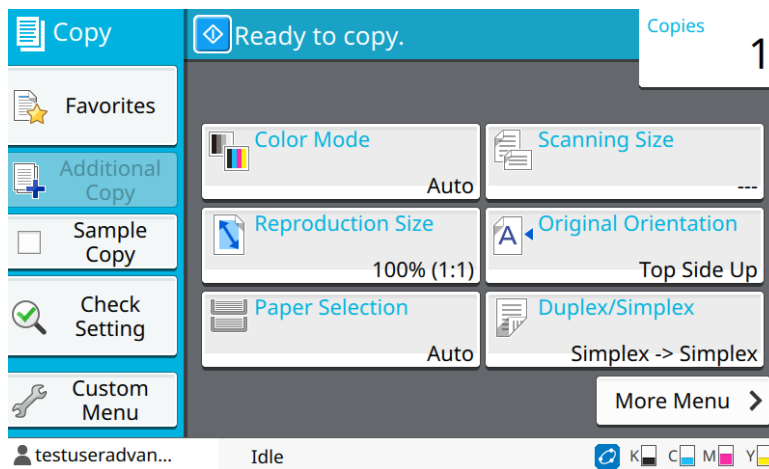 Copy
Ready to copy.
Copies
1
Favorites
Additional
Copy
Sample
Copy
Check
Setting
Custom
Menu
Color Mode
Auto
Scanning Size
---
Reproduction Size
100% (1:1)
A
Original Orientation
Top Side Up
Paper Selection
Auto
Duplex/Simplex
Simplex -> Simplex
More Menu
testuseradvan...
Idle
K C M Y